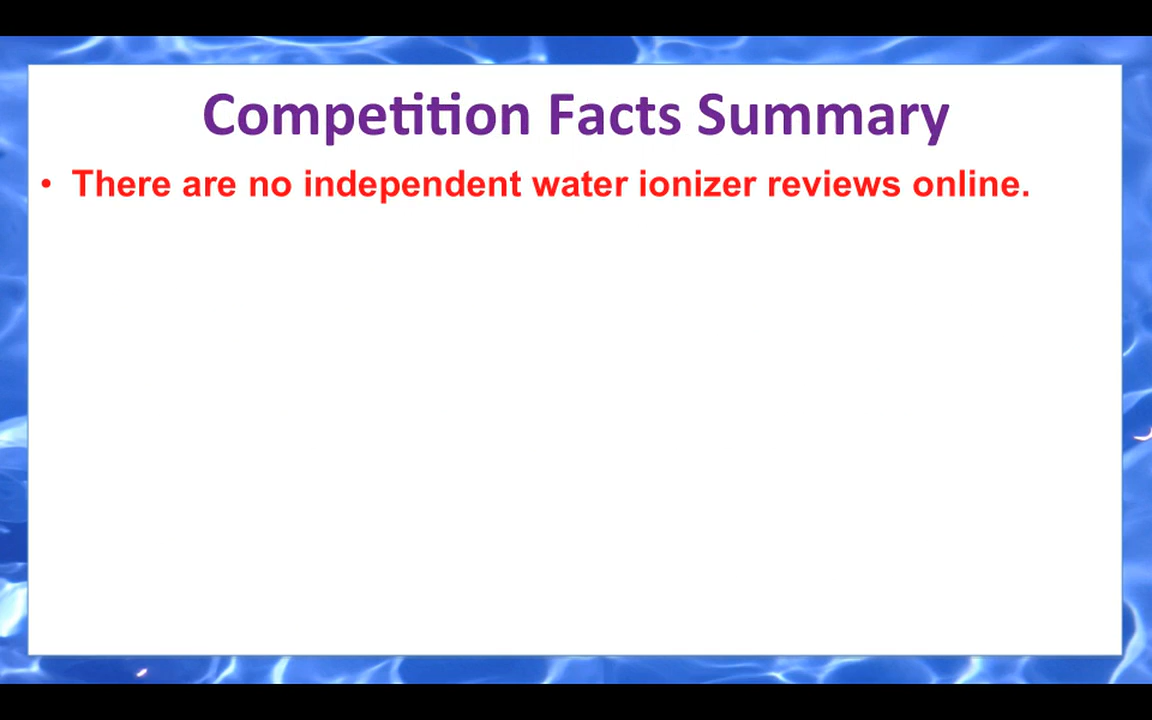 Competition Facts Summary
• There are no independent water ionizer reviews online.